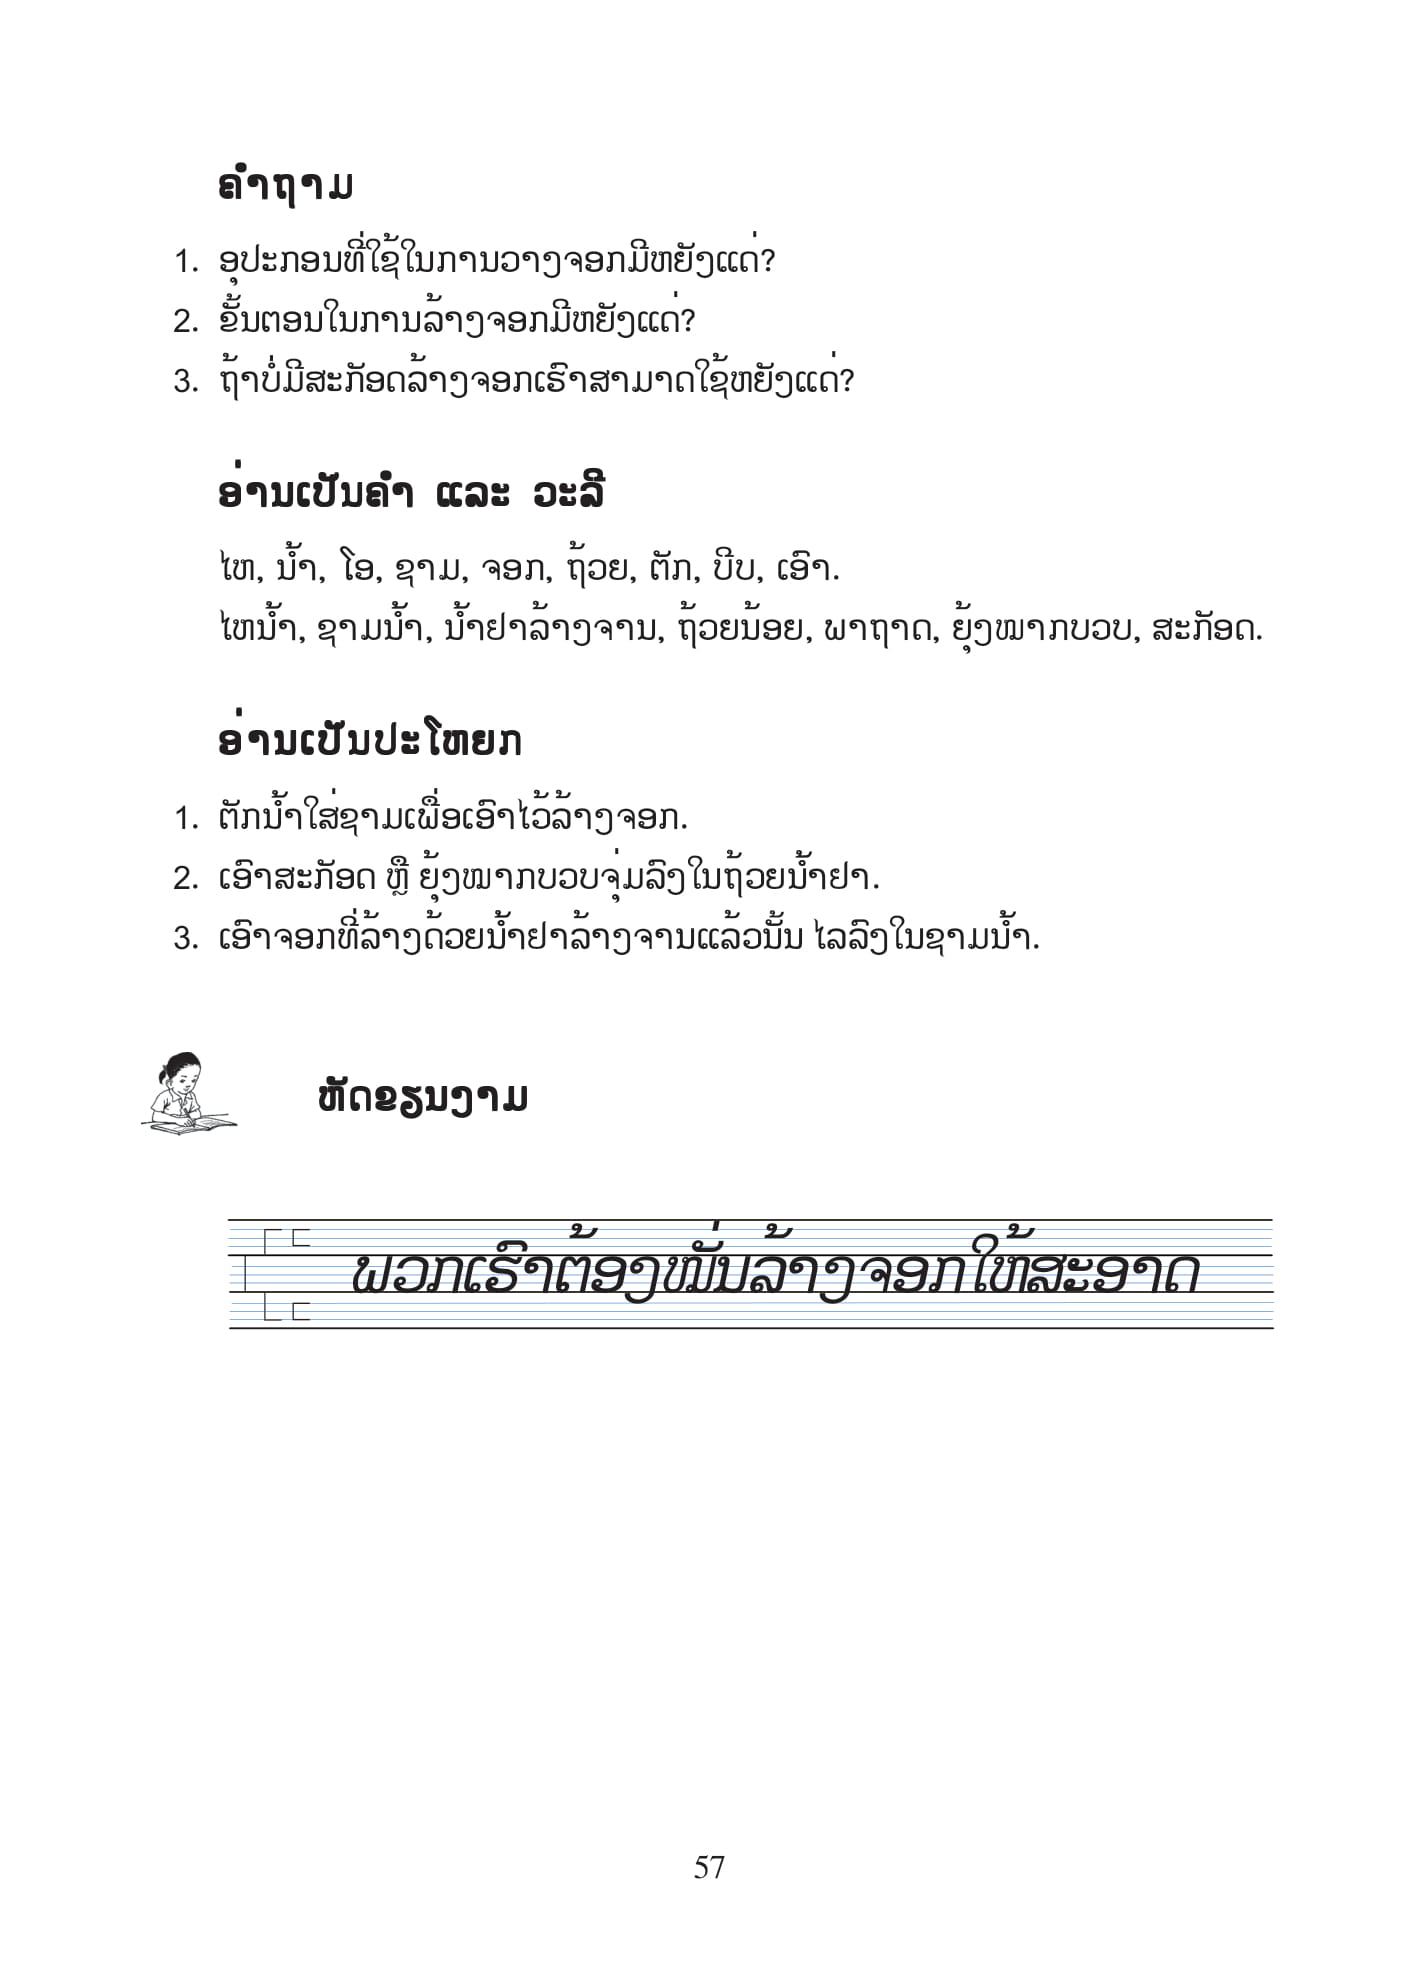 ຄຳຖາມ
1. ອຸປະກອນທີ່ໃຊ້ໃນການວາງຈອກມີຫຍັງແດ່?
2. ຂັ້ນຕອນໃນການລ້າງຈອກມີຫຍັງແດ່?
3. ຖ້າບໍ່ມີສະກັອດລ້າງຈອກເຮົາສາມາດໃຊ້ຫຍັງແດ່?
ອ່ານເປັນຄຳ ແລະ ວະລີ
ໄຫ, ນ້ຳ, ໂອ, ຊາມ, ຈອກ, ຖ້ວຍ, ຕັກ, ບີບ, ເອົາ.
ໄຫນ້ຳ, ຊາມນ້ຳ, ນ້ຳຢາລ້າງຈານ, ຖ້ວຍນ້ອຍ, ພາຖາດ, ຍຸ້ງໝາກບວບ, ສະກັອດ.
ອ່ານເປັນປະໂຫຍກ
1. ຕັກນ້ຳໃສ່ຊາມເພື່ອເອົາໄວ້ລ້າງຈອກ.
2. ເອົາສະກັອດ ຫຼື ຍຸ້ງໝາກບວບຈຸ່ມລົງໃນຖ້ວຍນ້ຳຢາ.
3. ເອົາຈອກທີ່ລ້າງດ້ວຍນ້ຳຢາລ້າງຈານແລ້ວນັ້ນ ໄລລົງໃນຊາມນ້ຳ.
ຫັດຂຽນງາມ
ພວກເຮົາຕ້ອງໝັ່ນລ້າງຈອກໃຫ້ສະອາດ
57